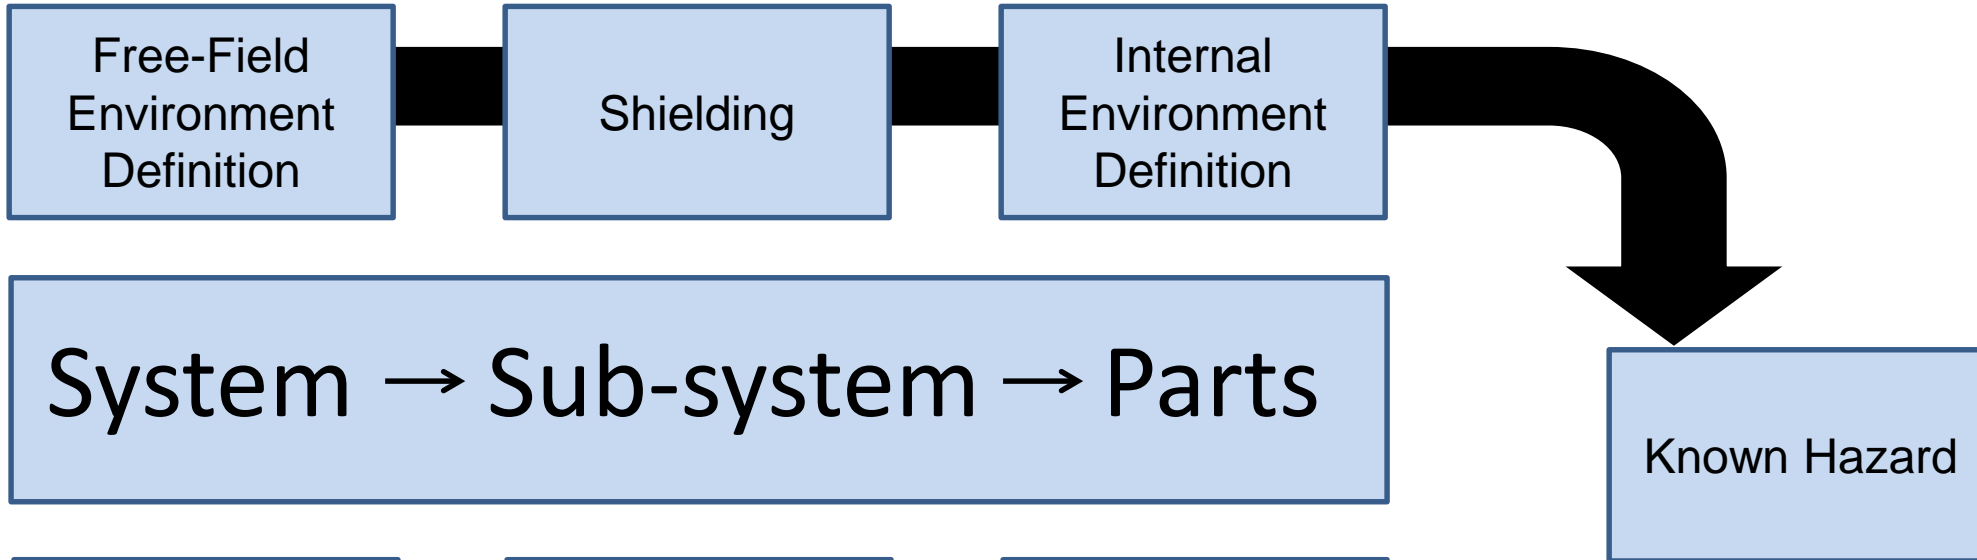 Free-Field
Environment
Definition
Shielding
Internal
Environment
Definition
System → Sub-system → Parts
Known Hazard